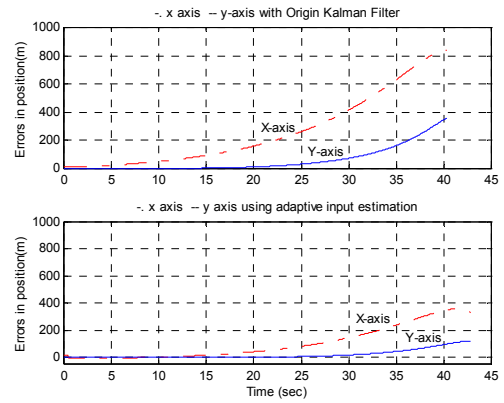 -. x axis -- y-axis with Origin Kalman Filter
1000
800
600
400
200
0
Errors in position(m)
X-axis
Y-axis
0 5 10 15 20 25 30 35 40 45
-. x axis -- y axis using adaptive input estimation
1000
800
600
400
200
0
Errors in position(m)
X-axis
Y-axis
0 5 10 15 20 25 30 35 40 45
Time (sec)